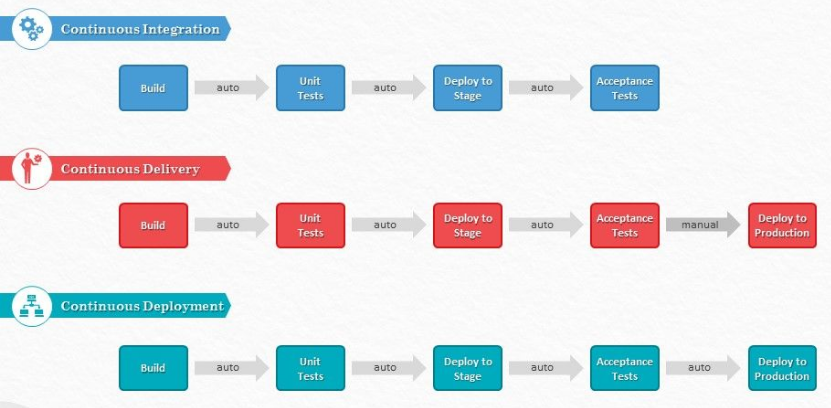 Continuous Integration
Build
auto
Unit
Tests
auto
Deploy to
Stage
auto
Acceptance
Tests
Continuous Delivery
Build
auto
Unit
Tests
auto
Deploy to
Stage
auto
Acceptance
Tests
manual
Deploy to
Production
Continuous Deployment
Build
auto
Unit
Tests
auto
Deploy to
Stage
auto
Acceptance
Tests
auto
Deploy to
Production